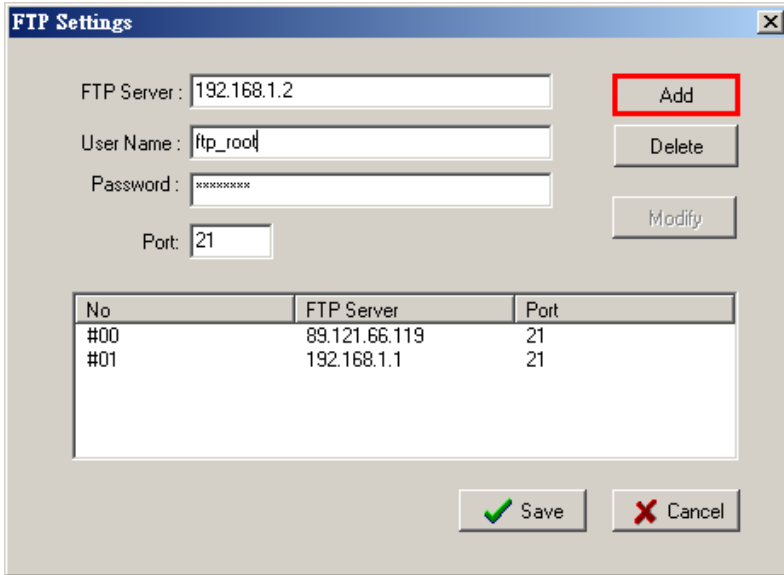 FTP Settings
FTP Server : 192.168.1.2
Add
User Name : ftp_root
Delete
Password : ********
Modify
Port: 21
No FTP Server Port
#00 89.121.66.119 21
#01 192.168.1.1 21
Save Cancel